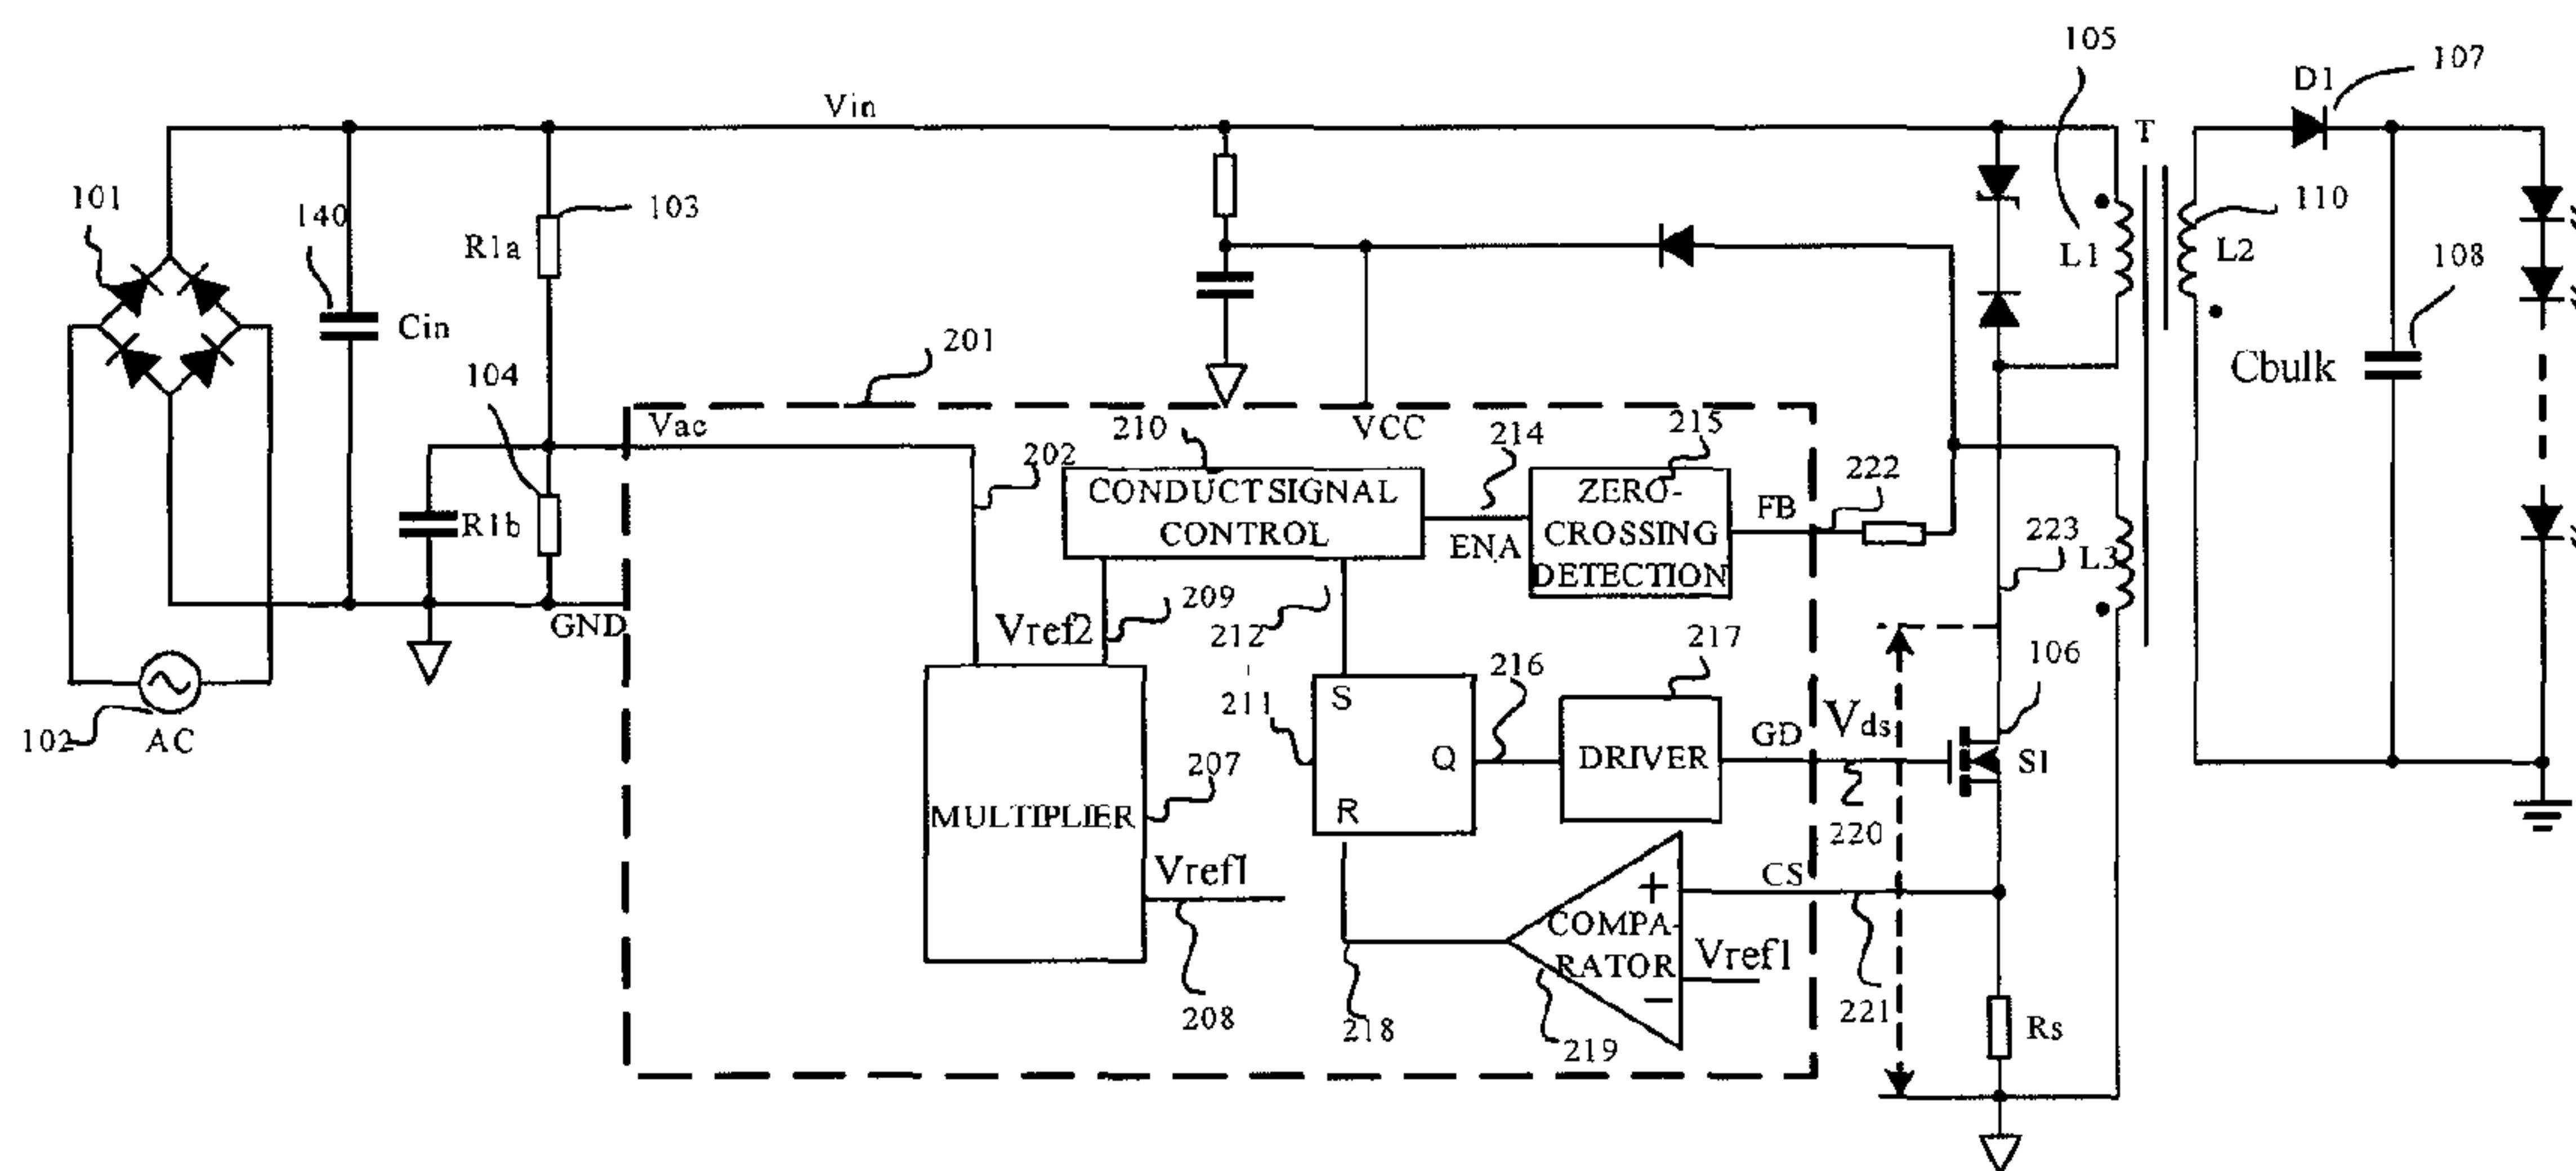 105
D1
107
Vin
T
101
140
103
R1a
110
L1
L2
108
Cin
201
104
Cbulk
Vac
210
VCC
214
215
202
222
CONDUCT SIGNAL
CONTROL
ZERO-
CROSSING
DETECTION
FB
R1b
ENA
223
L3
GND
Vref2
209
212
217
106
216
S
211
Vds
GD
102
AC
207
Q
DRIVER
S1
MULTIPLIER
R
220
Vref1
CS
+
COMPA-
RATOR
Vref1
−
208
218
219
221
Rs